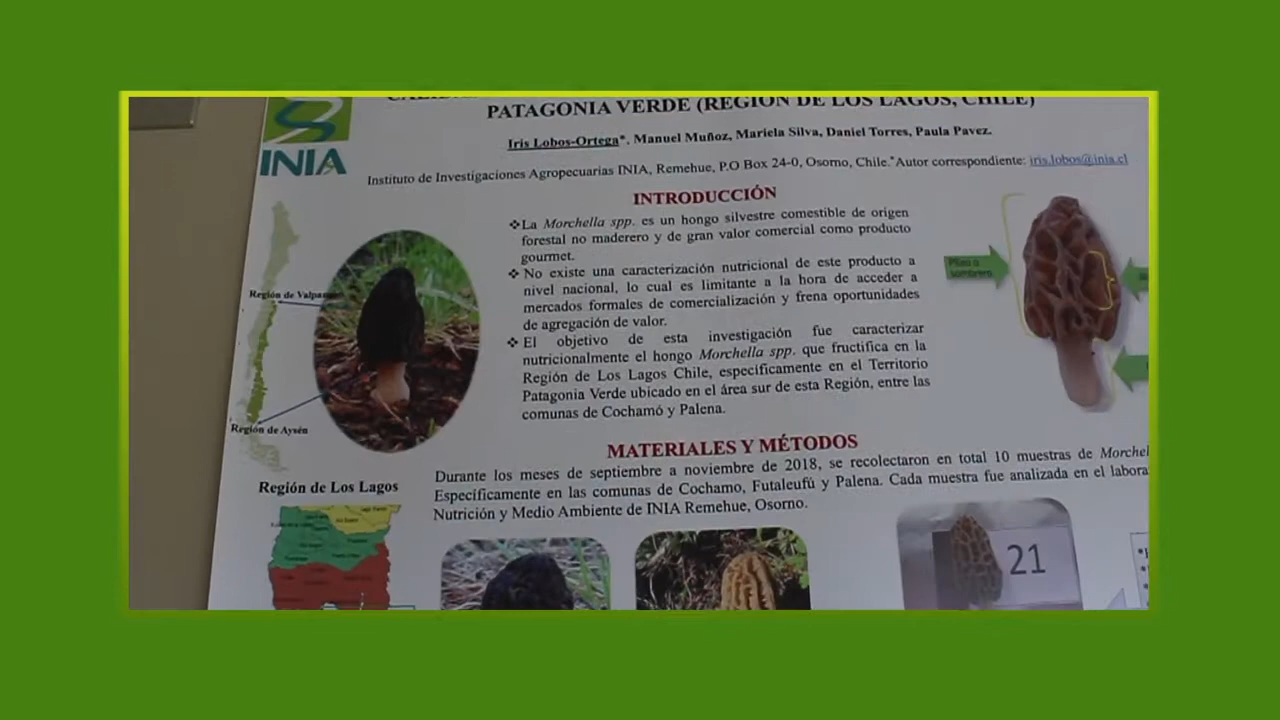 PATAGONIA VERDE (REGIÓN DE LOS LAGOS, CHILE)
Iris Lobos-Ortega*, Manuel Muñoz, Mariela Silva, Daniel Torres, Paula Pavez.
INIA
Instituto de Investigaciones Agropecuarias INIA, Remehue, P.O Box 24-0, Osorno, Chile.*Autor correspondiente: iris.lobos@inia.cl
INTRODUCCIÓN
❖La Morchella spp. es un hongo silvestre comestible de origen
forestal no maderero y de gran valor comercial como producto
gourmet.
❖No existe una caracterización nutricional de este producto a
nivel nacional, lo cual es limitante a la hora de acceder a
mercados formales de comercialización y frena oportunidades
de agregación de valor.
❖El objetivo de esta investigación fue caracterizar
nutricionalmente el hongo Morchella spp. que fructifica en la
Región de Los Lagos Chile, específicamente en el Territorio
Patagonia Verde ubicado en el área sur de esta Región, entre las
comunas de Cochamó y Palena.
Píleo o
sombrero
Región de Valpa
Región de Aysén
MATERIALES Y MÉTODOS
Durante los meses de septiembre a noviembre de 2018, se recolectaron en total 10 muestras de Morchel
Específicamente en las comunas de Cochamo, Futaleufú y Palena. Cada muestra fue analizada en el labora
Nutrición y Medio Ambiente de INIA Remehue, Osorno.
Región de Los Lagos
21